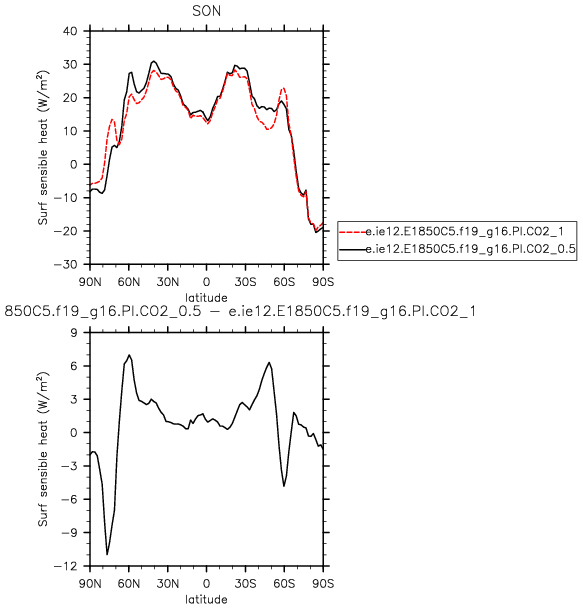 SON
Surf sensible heat (W/m²)
40
30
20
10
0
−10
−20
−30
90N 60N 30N 0 30S 60S 90S
latitude
e.ie12.E1850C5.f19_g16.PI.CO2_1
e.ie12.E1850C5.f19_g16.PI.CO2_0.5
850C5.f19_g16.PI.CO2_0.5 − e.ie12.E1850C5.f19_g16.PI.CO2_1
Surf sensible heat (W/m²)
9
6
3
0
−3
−6
−9
−12
90N 60N 30N 0 30S 60S 90S
latitude